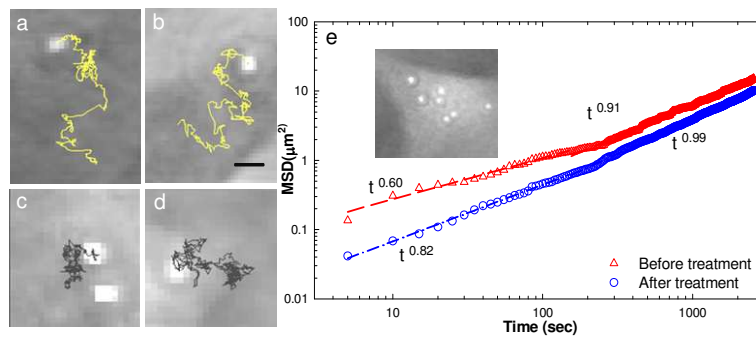 a
b
c
d
e
MSD(μm²)
100
10
1
0.1
0.01
t 0.60
t 0.91
t 0.82
t 0.99
Before treatment
After treatment
10
100
1000
Time (sec)